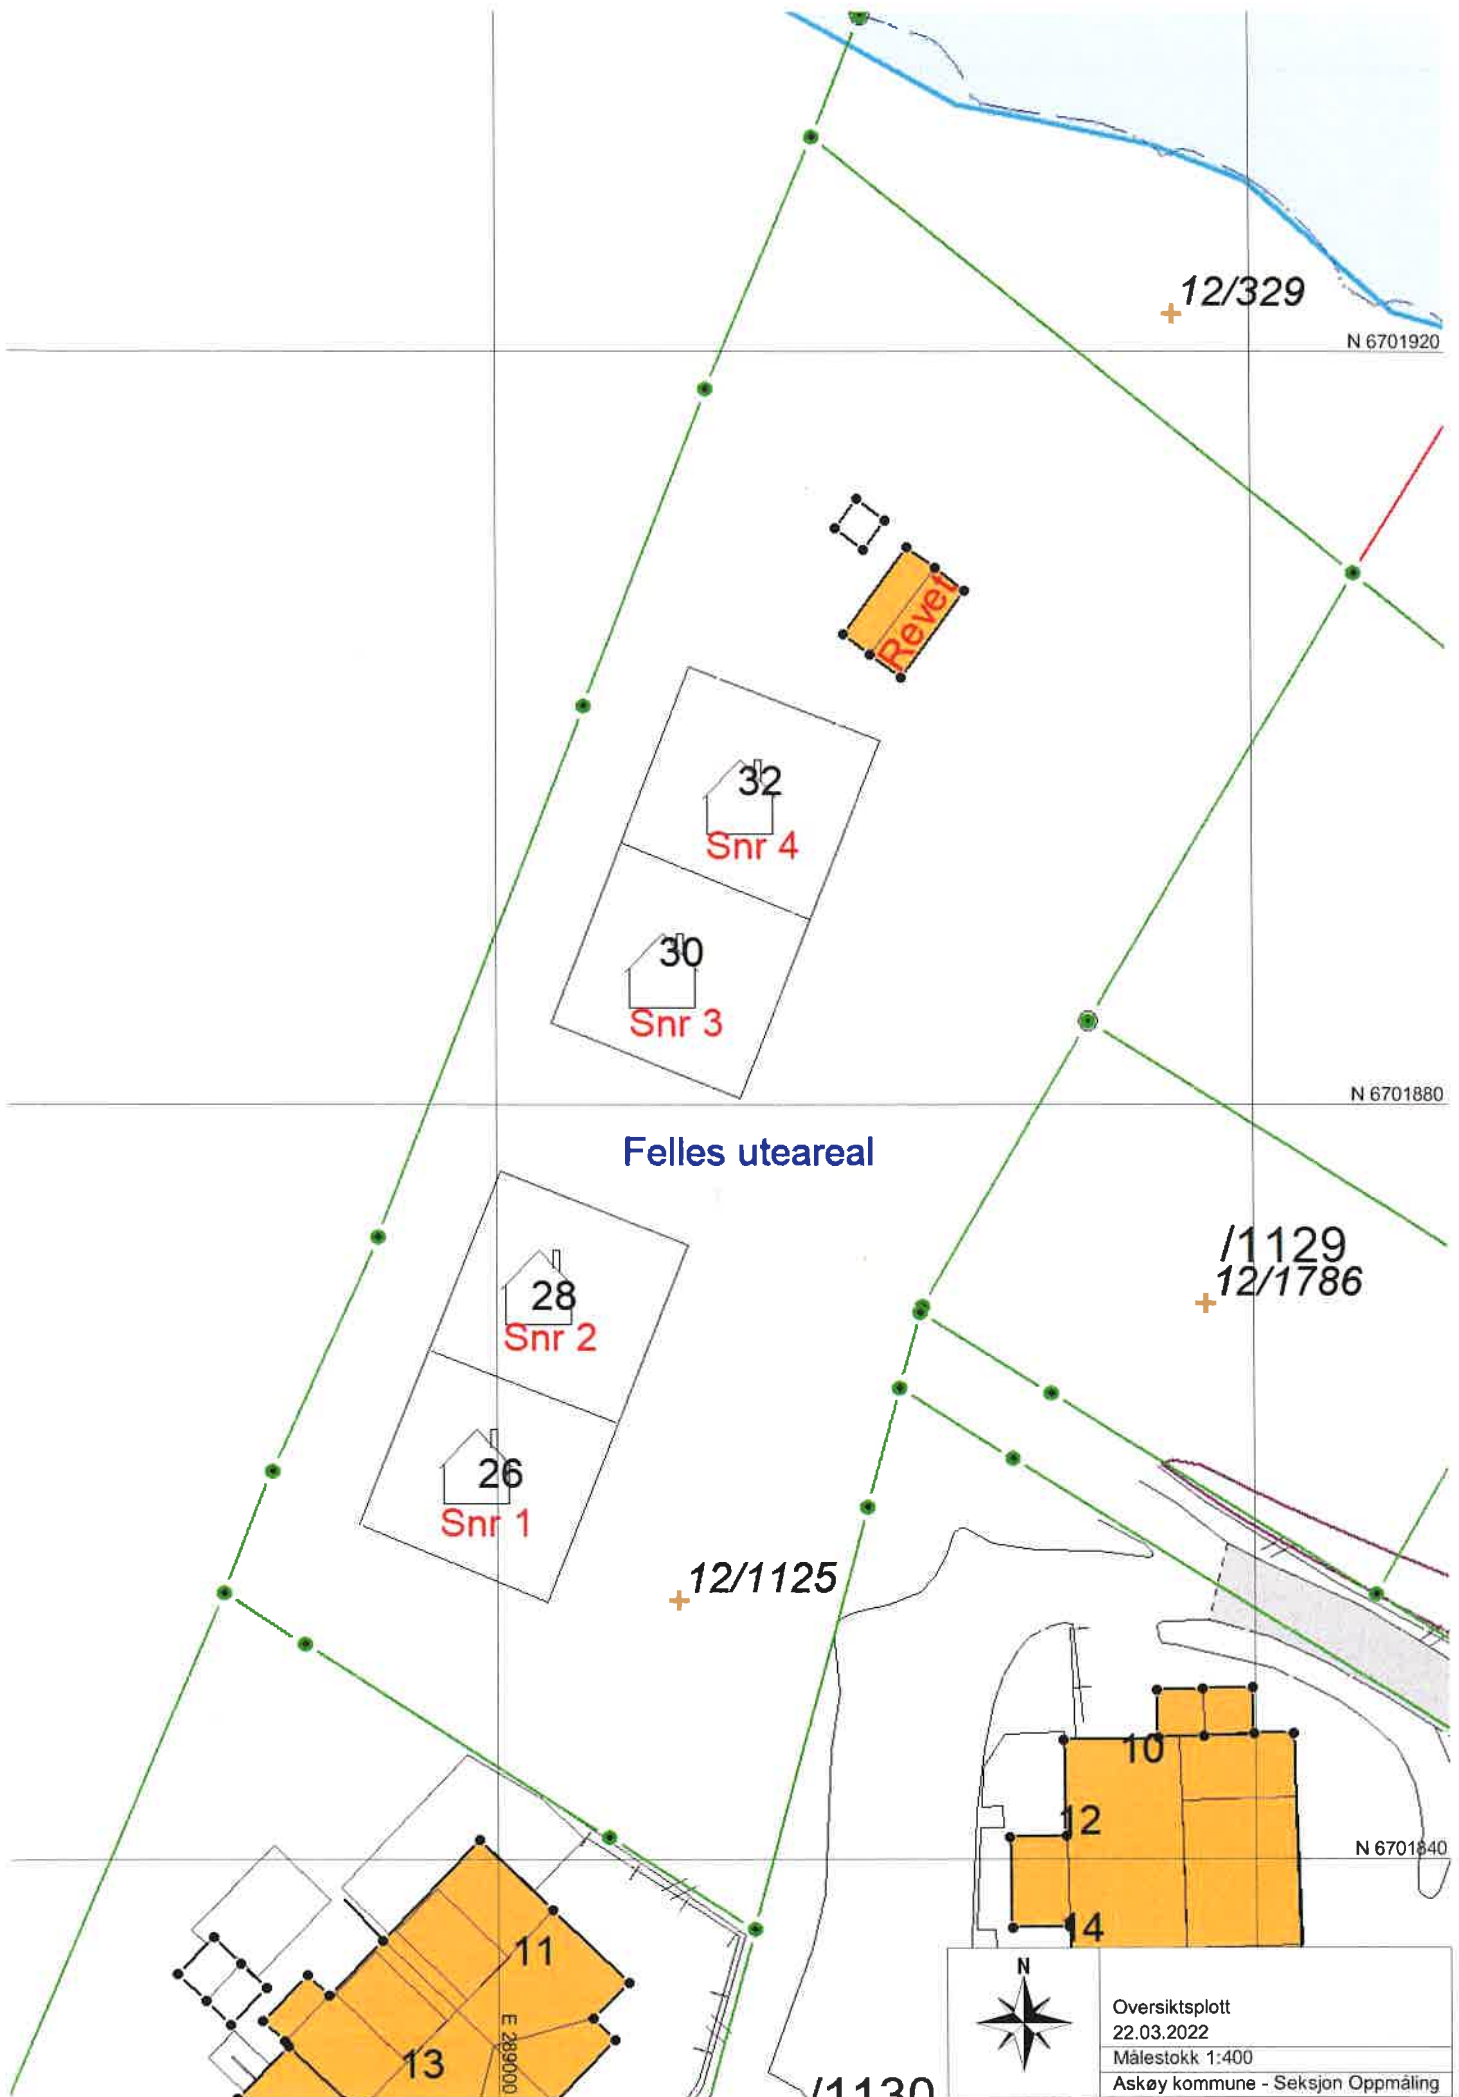 12/329
N 6701920
Revet
32
Snr 4
30
Snr 3
N 6701880
Felles uteareal
/1129
12/1786
28
Snr 2
26
Snr 1
12/1125
10
12
N 6701840
14
11
N
Oversiktsplott
22.03.2022
E 289000
13
Målestokk 1:400
Askøy kommune - Seksjon Oppmåling
/1130